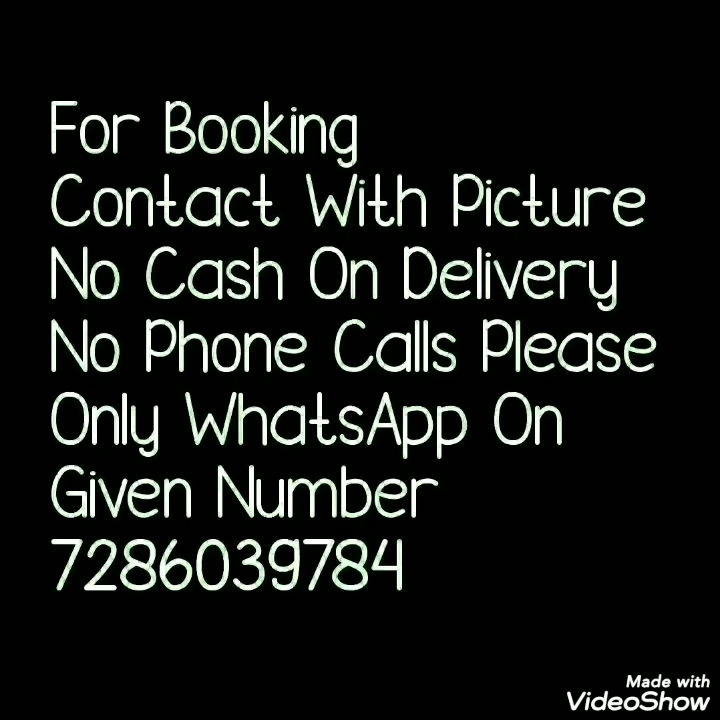 For Booking
Contact With Picture
No Cash On Delivery
No Phone Calls Please
Only WhatsApp On
Given Number
7286039784
Made with
VideoShow